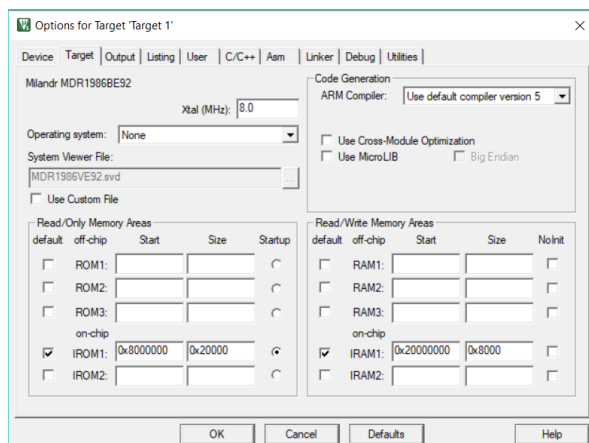 Options for Target 'Target 1'
Device Target Output Listing User C/C++ Asm Linker Debug Utilities
Milandr MDR1986BE92
Xtal (MHz): 8.0
Operating system: None
System Viewer File:
MDR1986VE92.svd ...
Use Custom File
Code Generation
ARM Compiler: Use default compiler version 5
Use Cross-Module Optimization
Use MicroLIB Big Endian
Read/Only Memory Areas
default off-chip Start Size Startup
ROM1:
ROM2:
ROM3:
on-chip
IROM1: 0x8000000 0x20000
IROM2:
Read/Write Memory Areas
default off-chip Start Size NoInit
RAM1:
RAM2:
RAM3:
on-chip
IRAM1: 0x20000000 0x8000
IRAM2:
OK Cancel Defaults Help